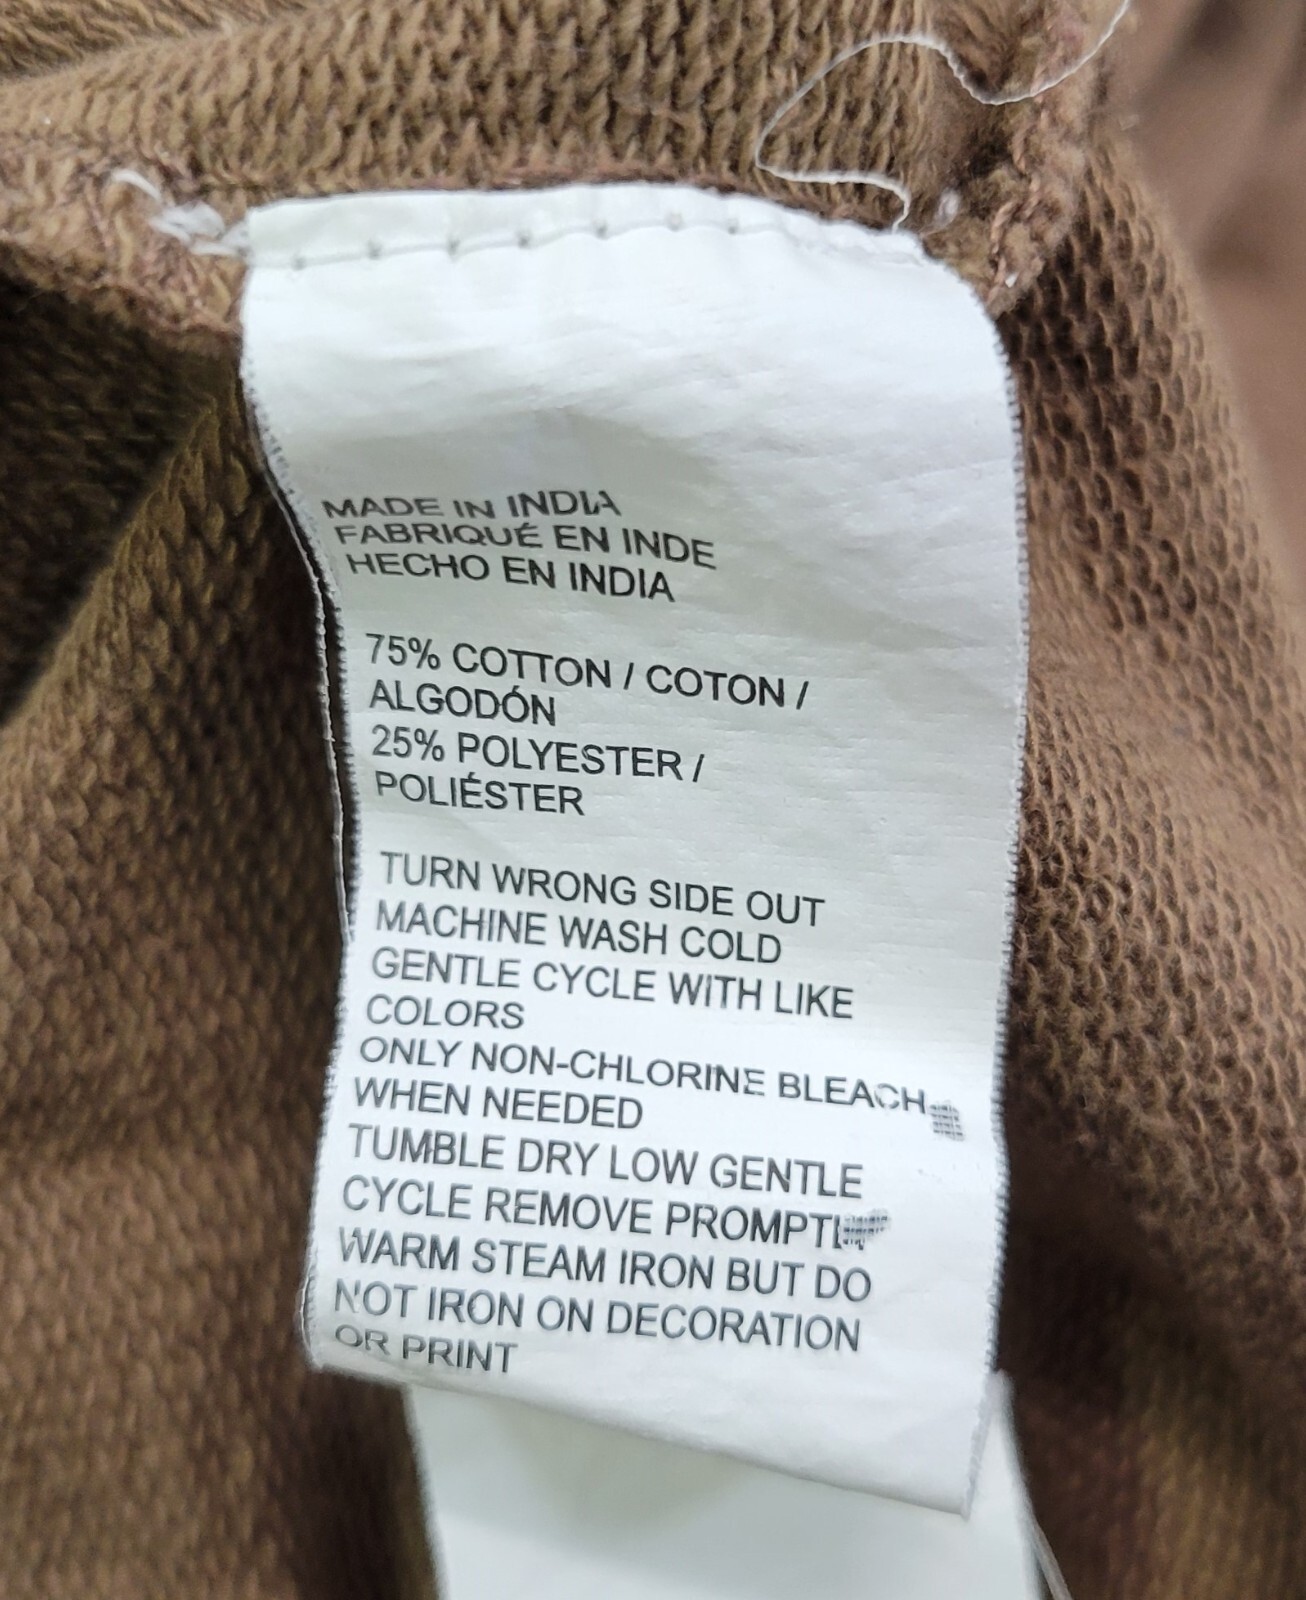 MADE IN INDIA
FABRIQUÉ EN INDE
HECHO EN INDIA
75% COTTON / COTON /
ALGODÓN
25% POLYESTER /
POLIÉSTER
TURN WRONG SIDE OUT
MACHINE WASH COLD
GENTLE CYCLE WITH LIKE
COLORS
ONLY NON-CHLORINE BLEACH
WHEN NEEDED
TUMBLE DRY LOW GENTLE
CYCLE REMOVE
WARM STEAM IRON BUT DO
NOT IRON ON DECORATION
OR PRINT